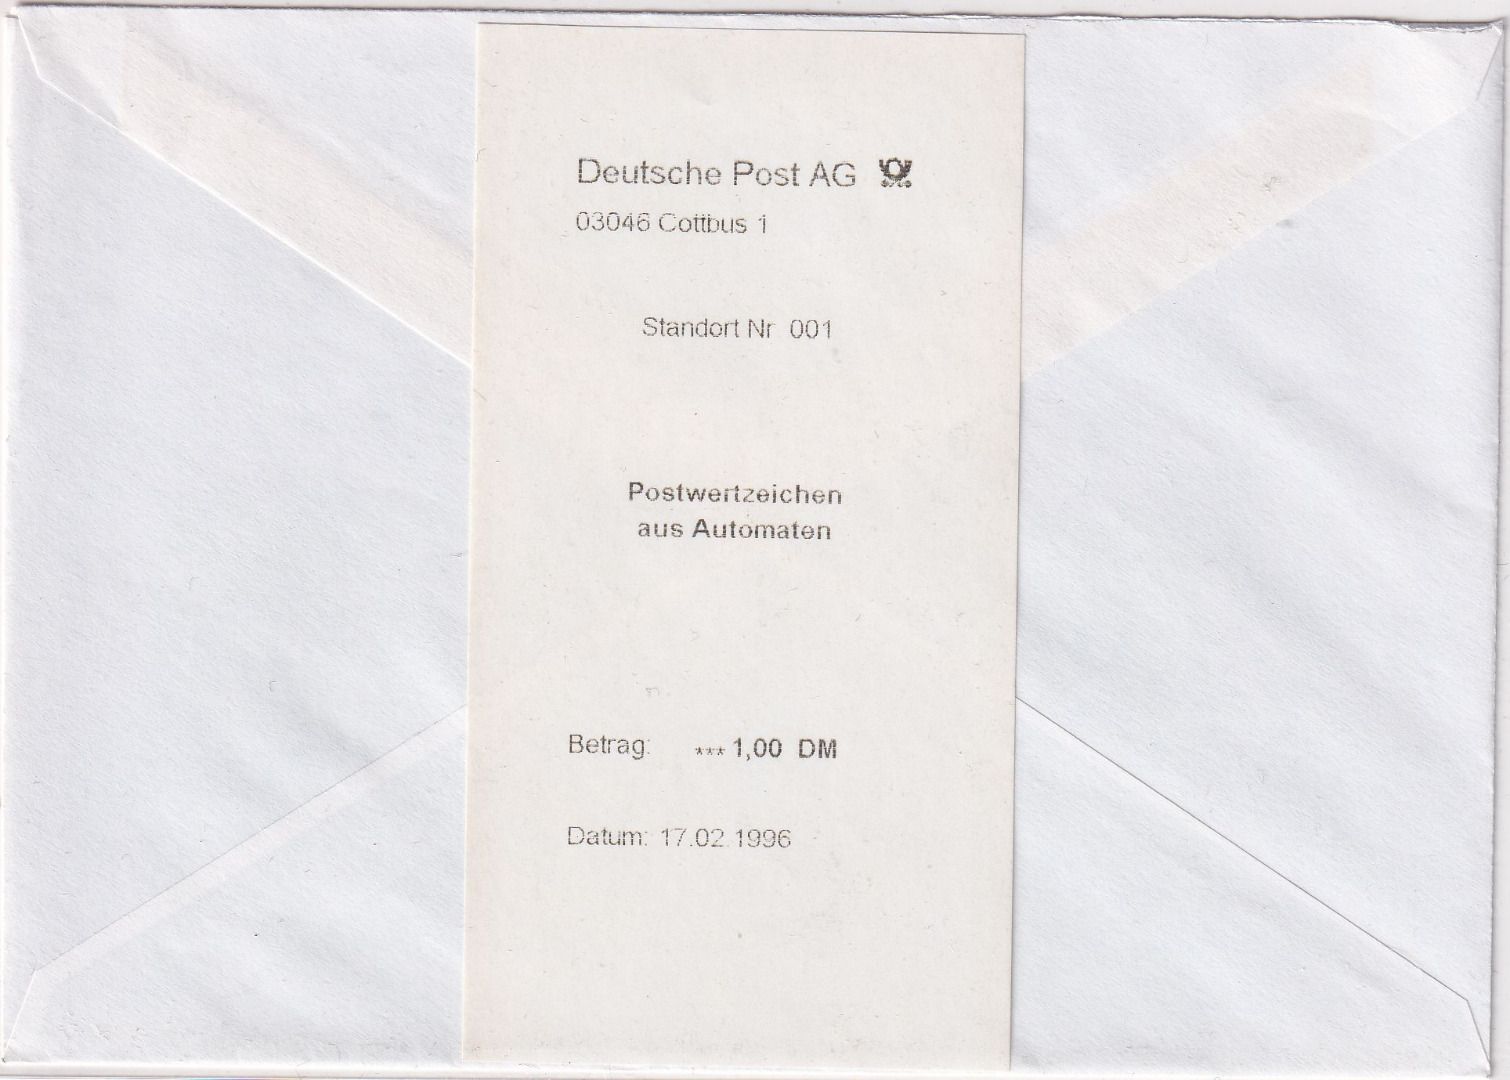 Deutsche Post AG
03046 Cottbus 1
Standort Nr 001
Postwertzeichen
aus Automaten
Betrag: ***1,00 DM
Datum: 17.02.1996